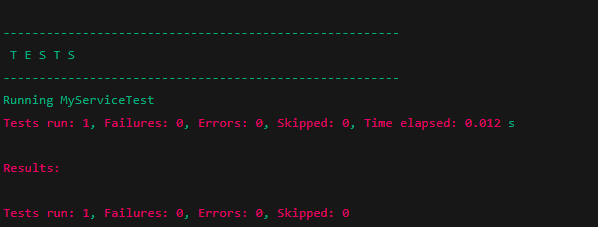 -------------------------------------------------------
T E S T S
-------------------------------------------------------
Running MyServiceTest
Tests run: 1, Failures: 0, Errors: 0, Skipped: 0, Time elapsed: 0.012 s
Results:
Tests run: 1, Failures: 0, Errors: 0, Skipped: 0